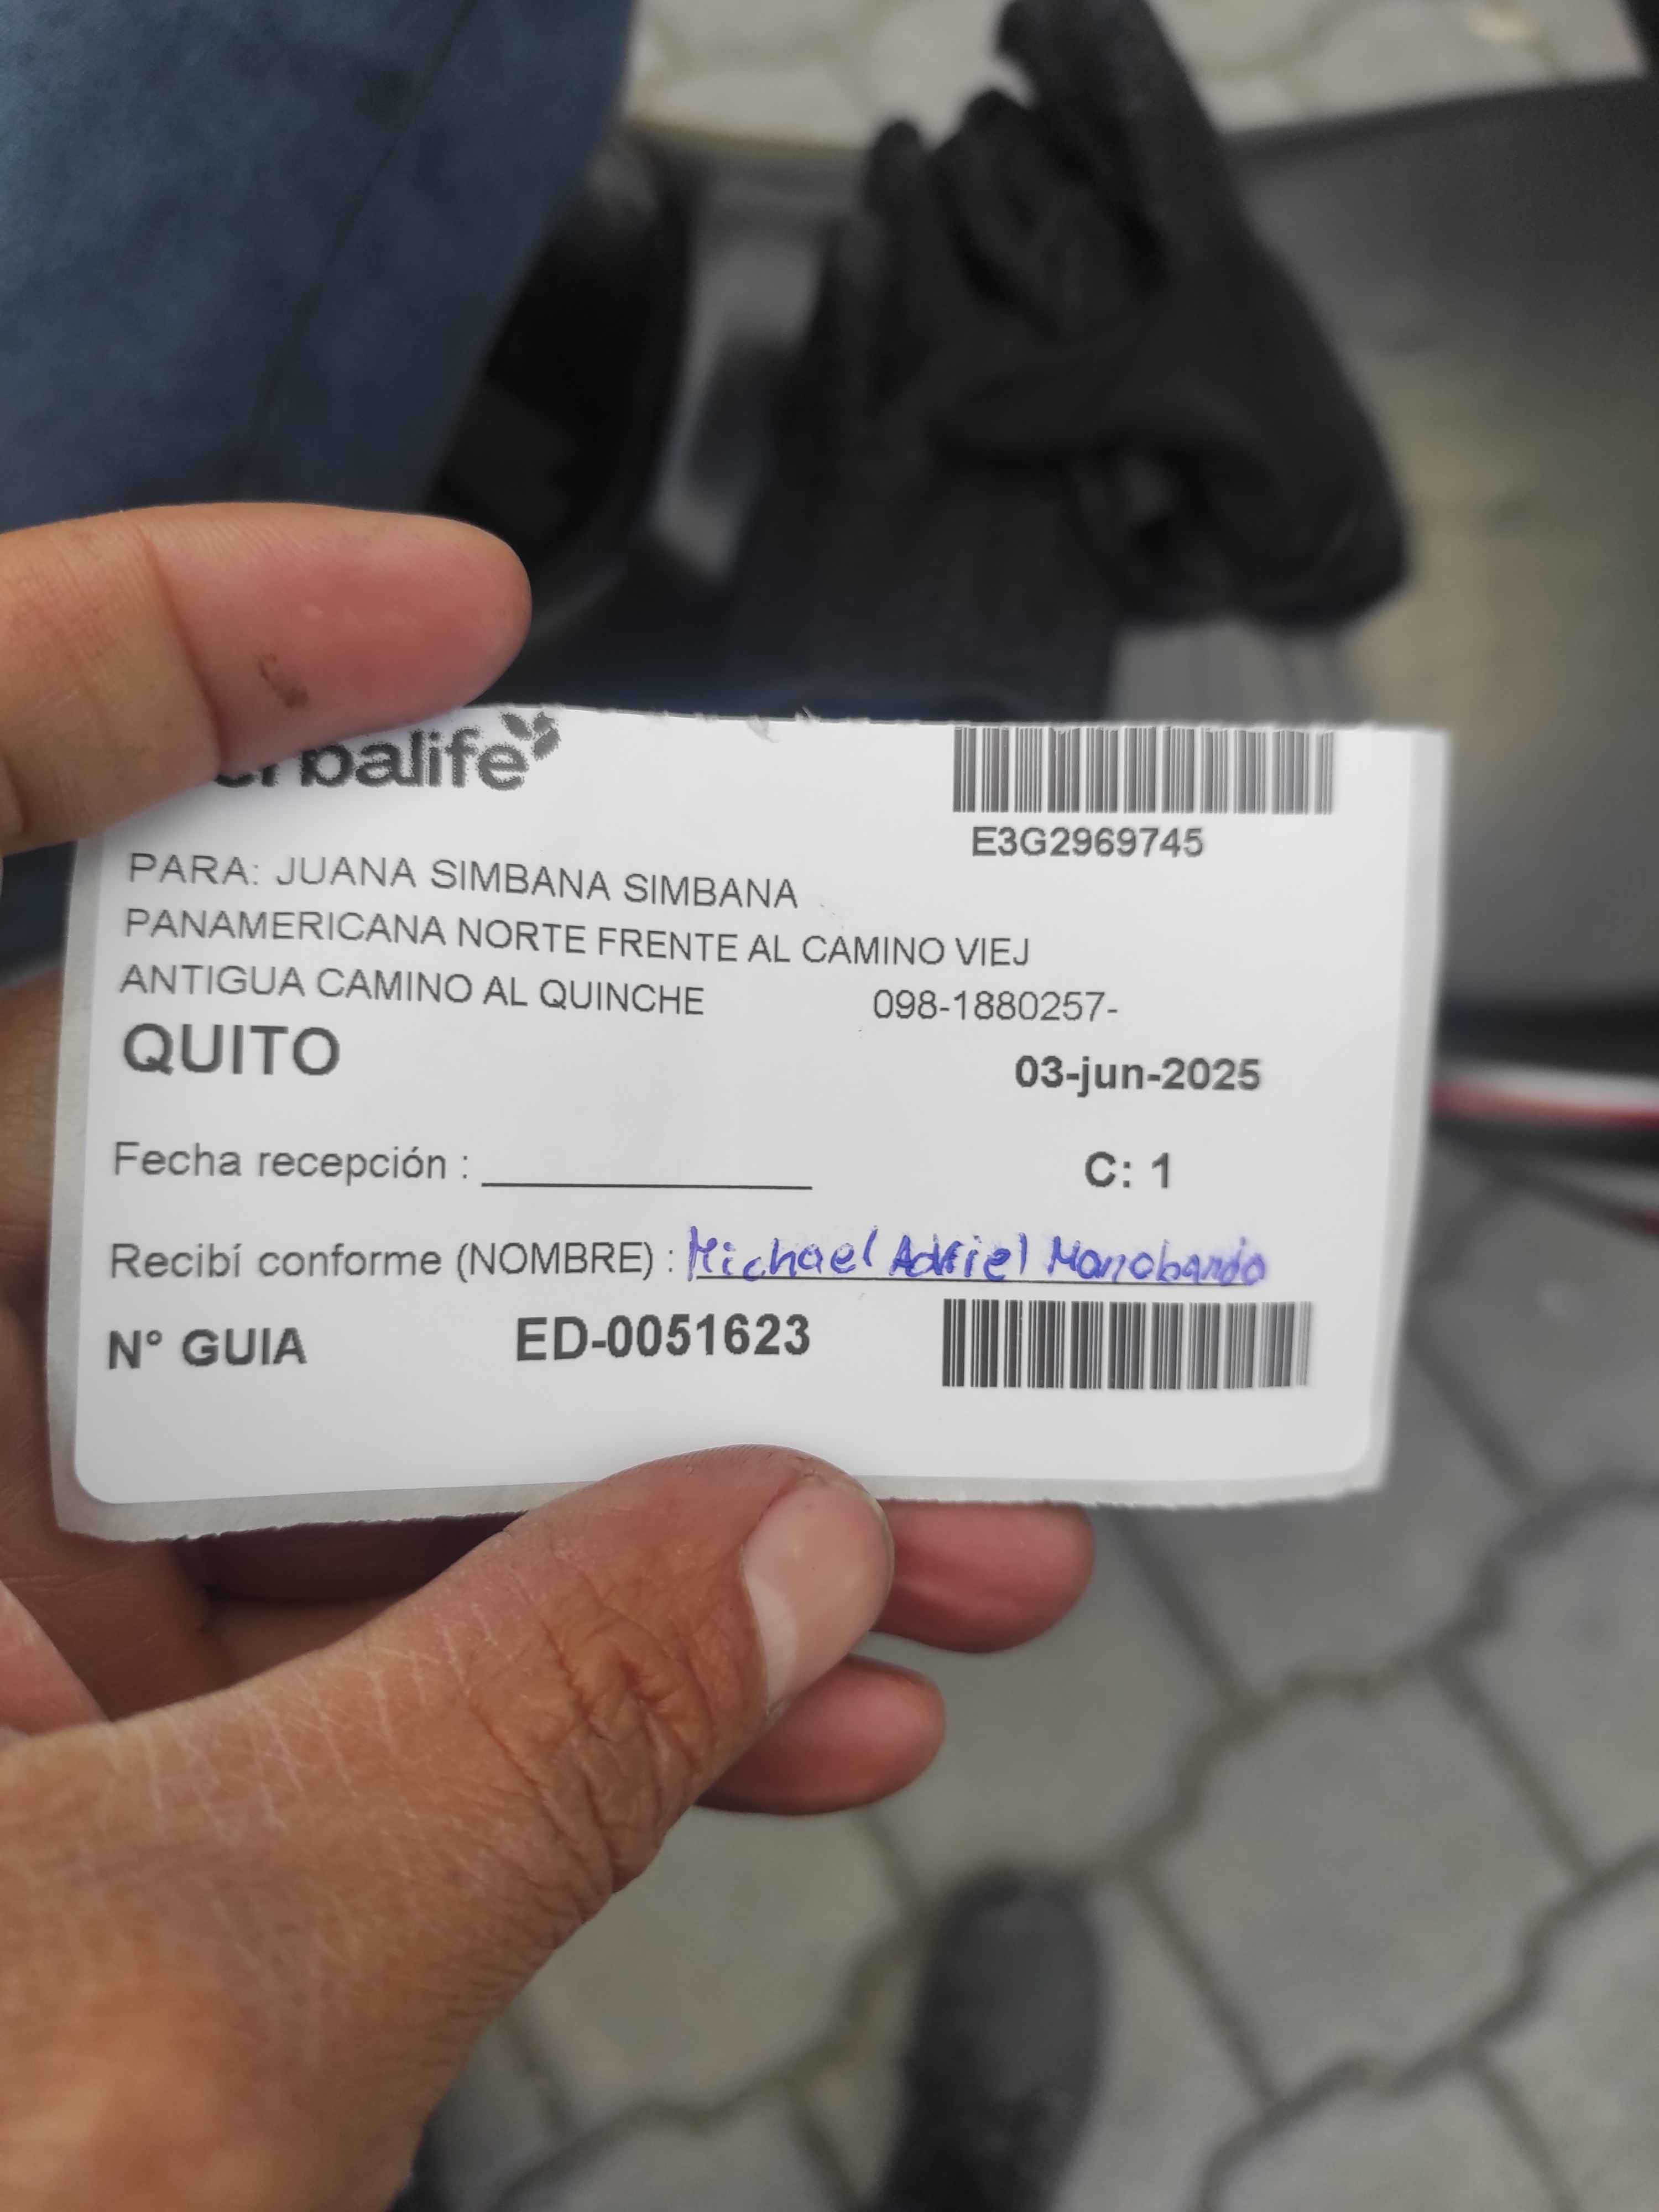 erbalife
E3G2969745
PARA: JUANA SIMBANA SIMBANA
PANAMERICANA NORTE FRENTE AL CAMINO VIEJ
ANTIGUA CAMINO AL QUINCHE 098-1880257-
QUITO
03-jun-2025
Fecha recepción :
C: 1
Recibí conforme (NOMBRE) : Michael Adriel Manobanda
N° GUIA ED-0051623